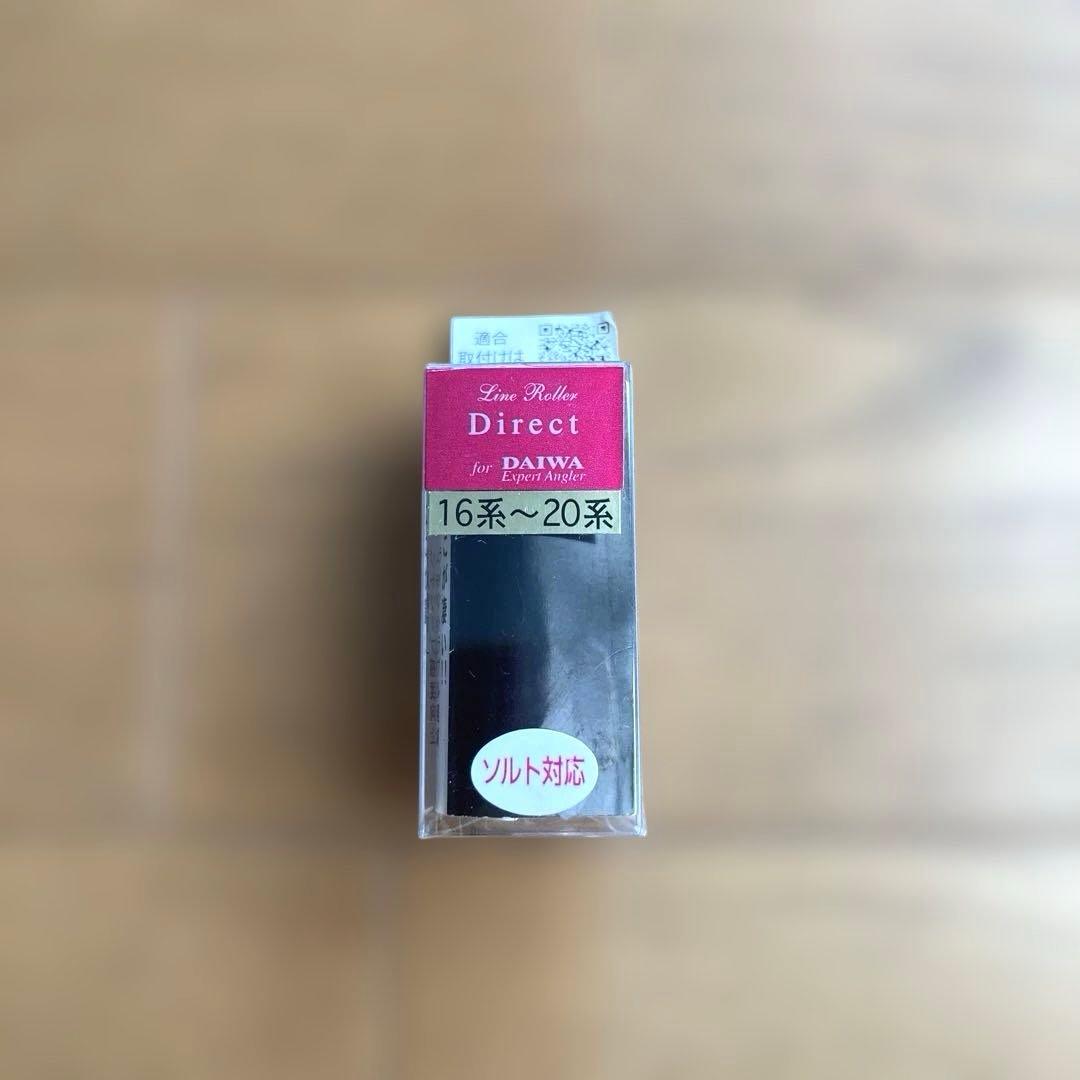 適合
取付けは
Line Roller
Direct
for DAIWA
Expert Angler
16系～20系
ソルト対応